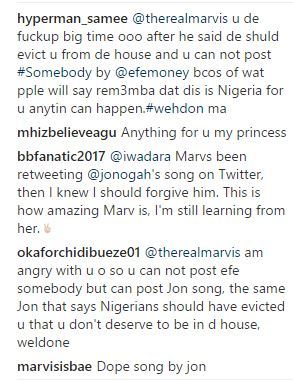 hyperman_samee @therealmarvis u de
fuckup big time ooo after he said de shuld
evict u from de house and u can not post
#Somebody by @efemoney bcos of wat
pple will say rem3mba dat dis is Nigeria for
u anytin can happen.#wehdon ma
mhizbelieveagu Anything for u my princess
bbfanatic2017 @iwadara Marvs been
retweeting @jonogah's song on Twitter,
then I knew I should forgive him. This is
how amazing Marv is, I'm still learning from
her.✌🏻
okaforchidibueze01 @therealmarvis am
angry with u o so u can not post efe
somebody but can post Jon song, the same
Jon that says Nigerians should have evicted
u that u don't deserve to be in d house,
weldone
marvisisbae Dope song by jon